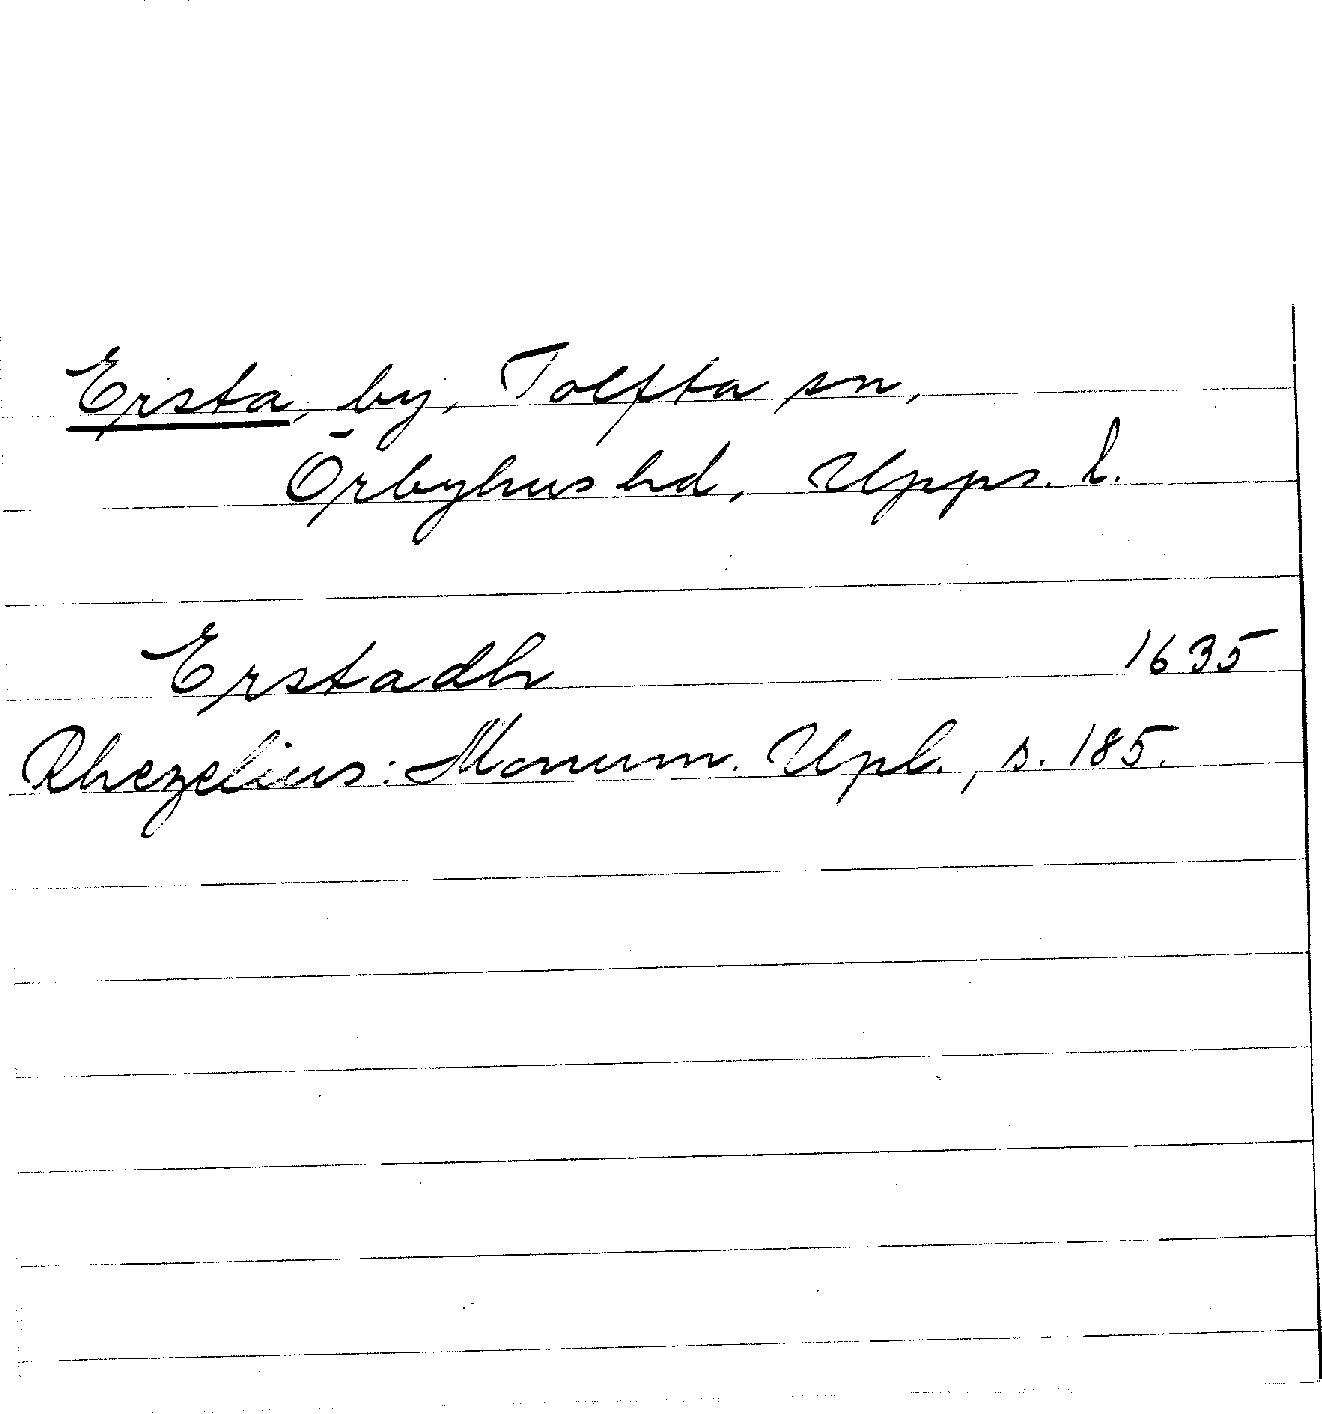 Ersta, by, Tolfta sn,
Örbyhus hd, Upps. l.
Erstadh 1635
Rhezelius: Monum. Upl., s. 185.